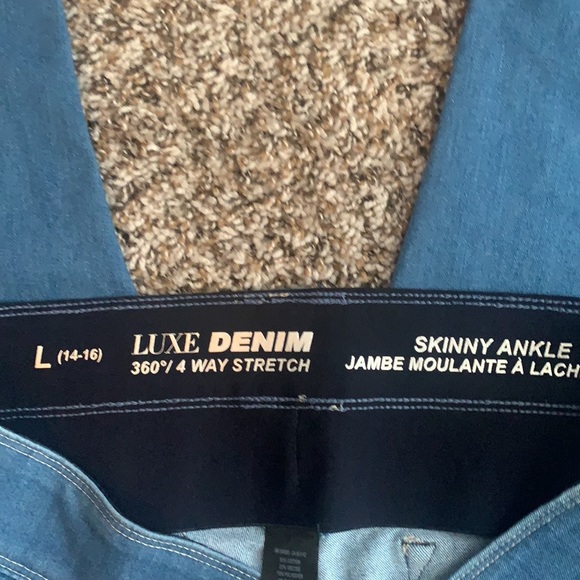 L (14-16)
LUXE DENIM
360°/ 4 WAY STRETCH
SKINNY ANKLE
JAMBE MOULANTE À LACH